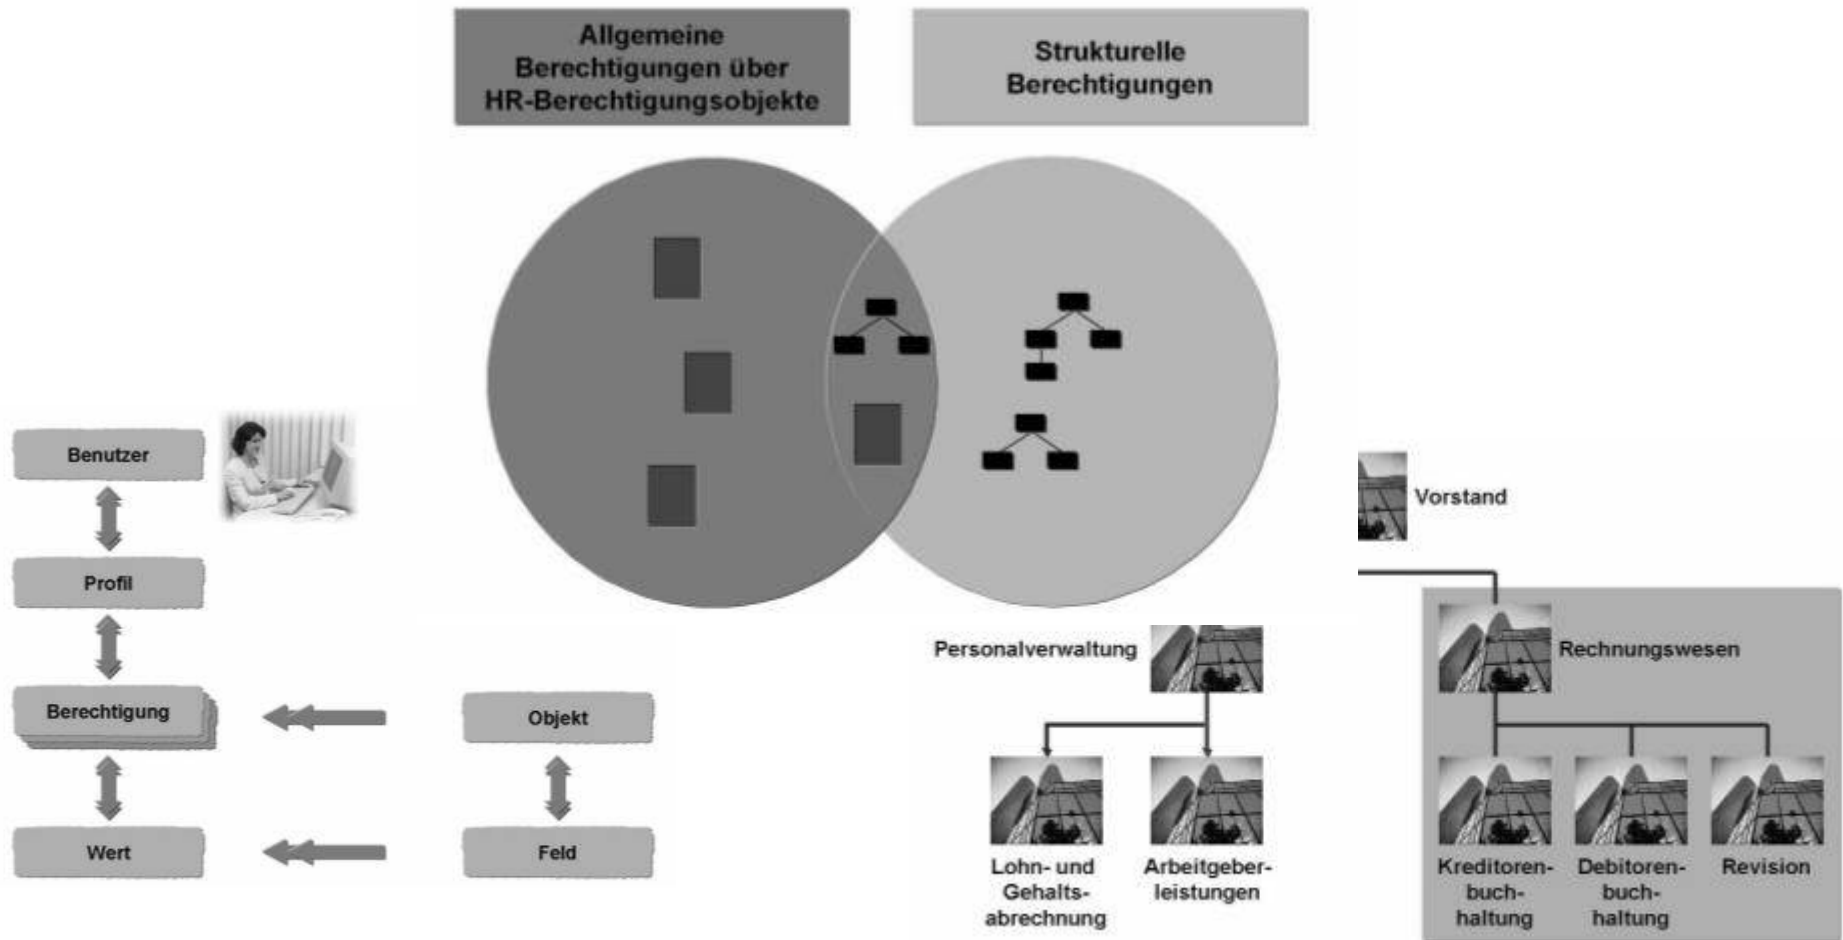 Allgemeine
Berechtigungen über
HR-Berechtigungsobjekte
Strukturelle
Berechtigungen
Benutzer
Profil
Berechtigung
Wert
Objekt
Feld
Vorstand
Personalverwaltung
Rechnungswesen
Lohn- und
Gehalts-
abrechnung
Arbeitgeber-
leistungen
Kreditoren-
buch-
haltung
Debitoren-
buch-
haltung
Revision